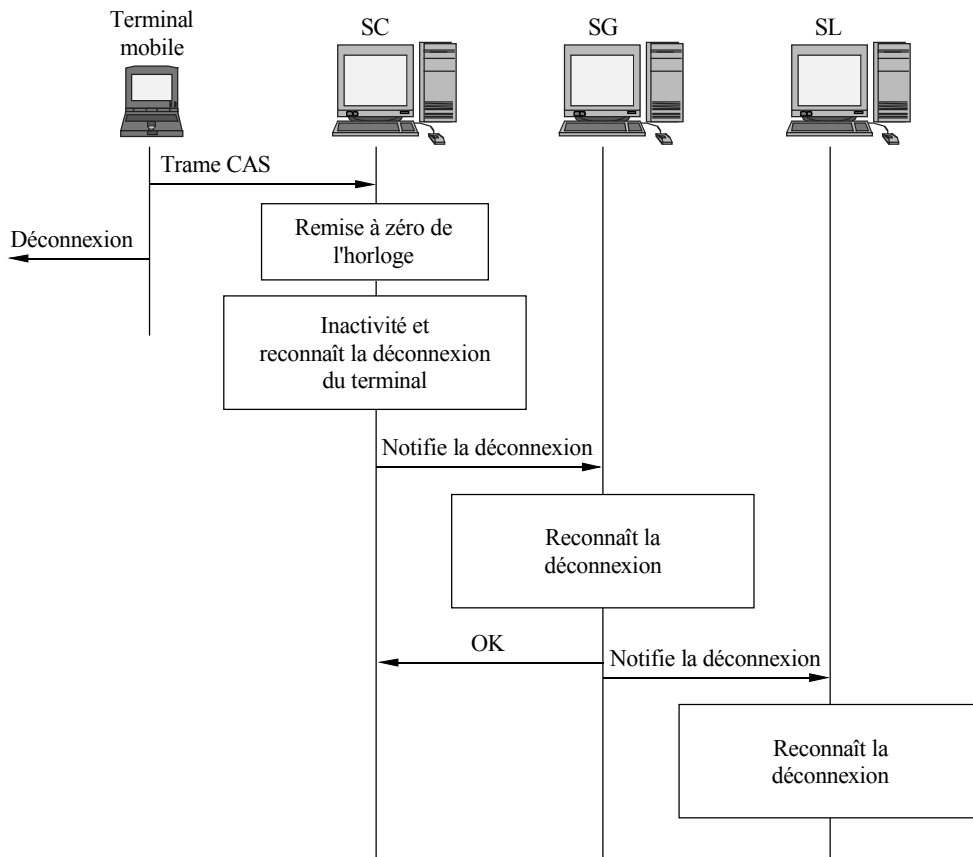 Terminal
mobile
SC
SG
SL
Trame CAS
Remise à zéro de
l'horloge
Déconnexion
Inactivité et
reconnaît la déconnexion
du terminal
Notifie la déconnexion
Reconnaît la
déconnexion
OK
Notifie la déconnexion
Reconnaît la
déconnexion